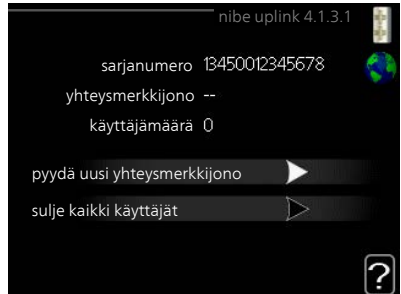 nibe uplink 4.1.3.1
sarjanumero 13450012345678
yhteysmerkkijono --
käyttäjämäärä 0
pyydä uusi yhteysmerkkijono
sulje kaikki käyttäjät
?